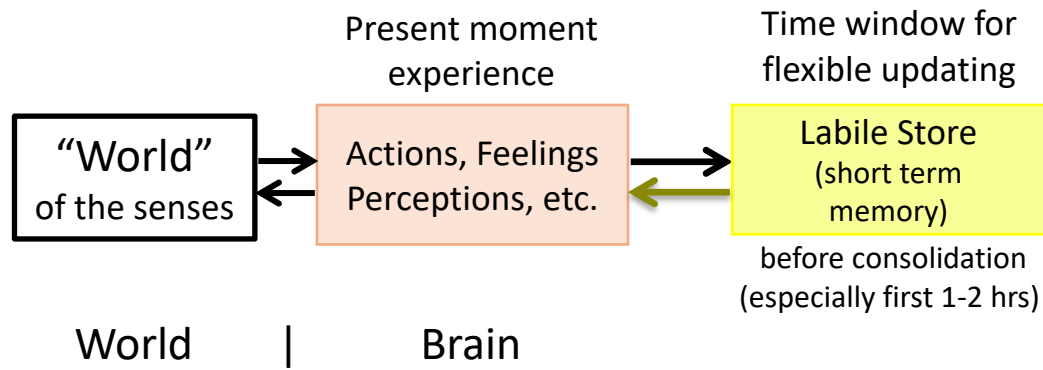 Present moment
experience
Time window for
flexible updating
“World”
of the senses
Actions, Feelings
Perceptions, etc.
Labile Store
(short term
memory)
before consolidation
(especially first 1-2 hrs)
World | Brain